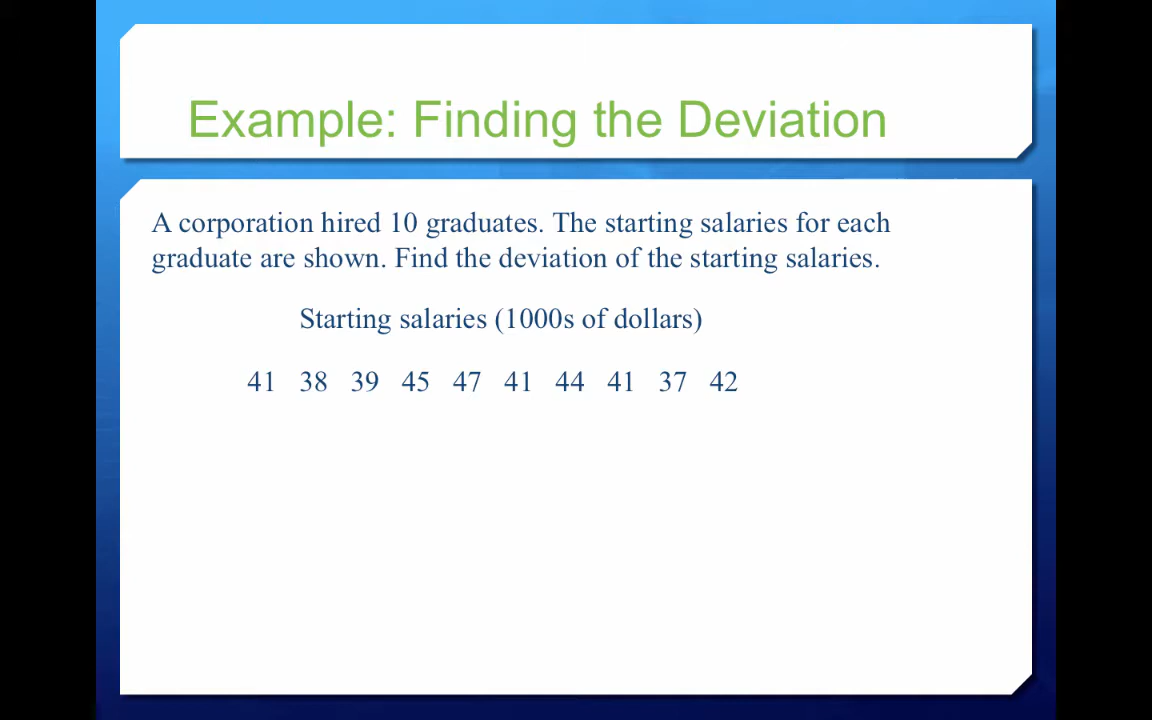 Example: Finding the Deviation
A corporation hired 10 graduates. The starting salaries for each
graduate are shown. Find the deviation of the starting salaries.
Starting salaries (1000s of dollars)
41 38 39 45 47 41 44 41 37 42